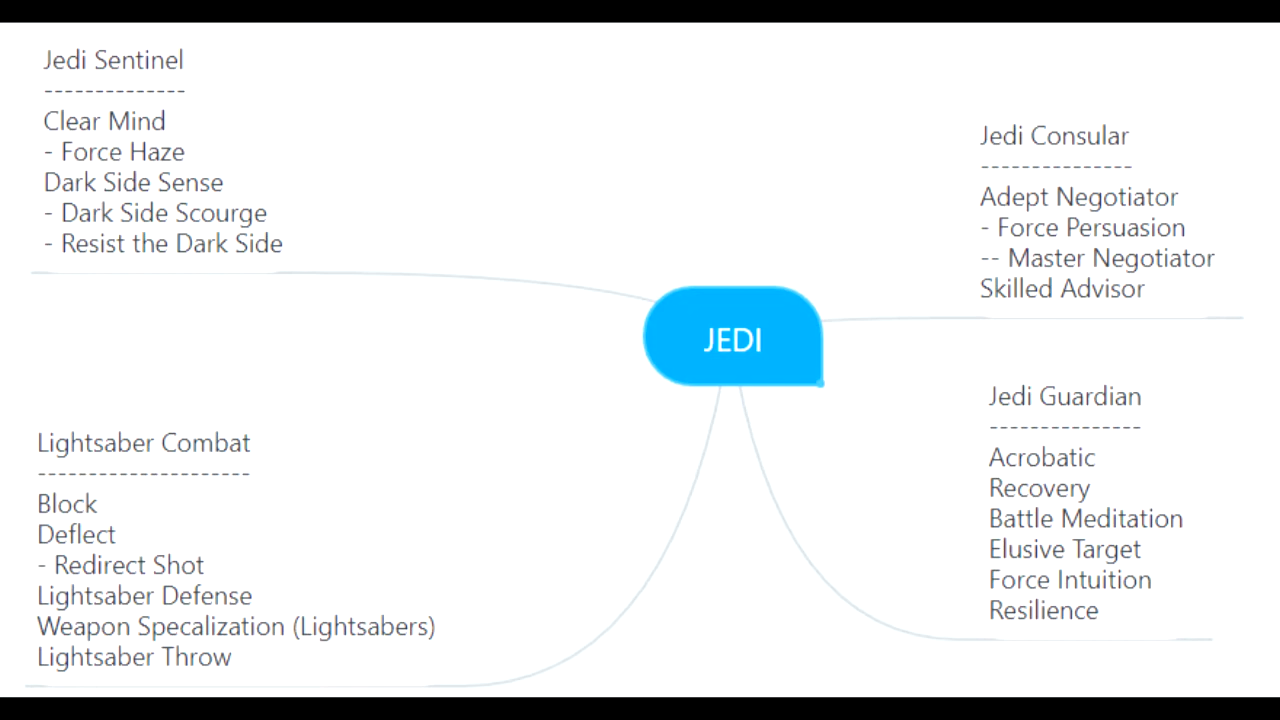 Jedi Sentinel
--------------
Clear Mind
- Force Haze
Dark Side Sense
- Dark Side Scourge
- Resist the Dark Side
Jedi Consular
---------------
Adept Negotiator
- Force Persuasion
-- Master Negotiator
Skilled Advisor
JEDI
Lightsaber Combat
---------------------
Block
Deflect
- Redirect Shot
Lightsaber Defense
Weapon Specalization (Lightsabers)
Lightsaber Throw
Jedi Guardian
---------------
Acrobatic
Recovery
Battle Meditation
Elusive Target
Force Intuition
Resilience